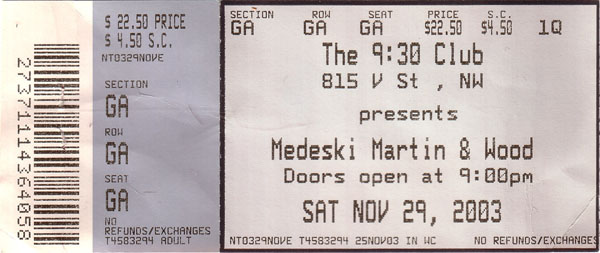 27371114364058
$ 22.50 PRICE
$ 4.50 S.C.
NT0329NOVE
SECTION
GA
ROW
GA
SEAT
GA
NO
REFUNDS/EXCHANGES
T4583294 ADULT
SECTION ROW SEAT PRICE S.C.
GA GA GA $22.50 $4.50 1Q
The 9:30 Club
815 V St , NW
presents
Medeski Martin & Wood
Doors open at 9:00pm
SAT NOV 29, 2003
NT0329NOVE T4583294 25NOV03 IN WC NO REFUNDS/EXCHANGES